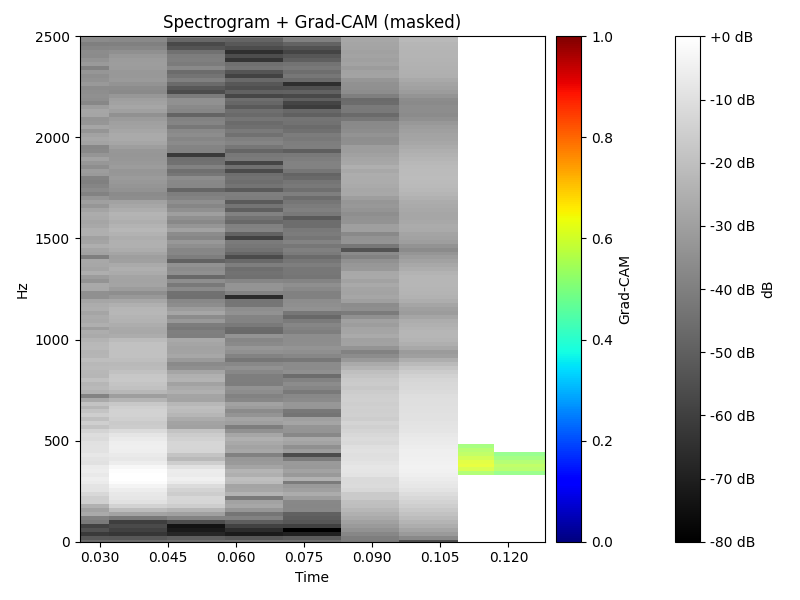 Spectrogram + Grad-CAM (masked)
2500
2000
1500
1000
500
0
Hz
0.030 0.045 0.060 0.075 0.090 0.105 0.120
Time
1.0
0.8
0.6
0.4
0.2
0.0
Grad-CAM
+0 dB
-10 dB
-20 dB
-30 dB
-40 dB
-50 dB
-60 dB
-70 dB
-80 dB
dB